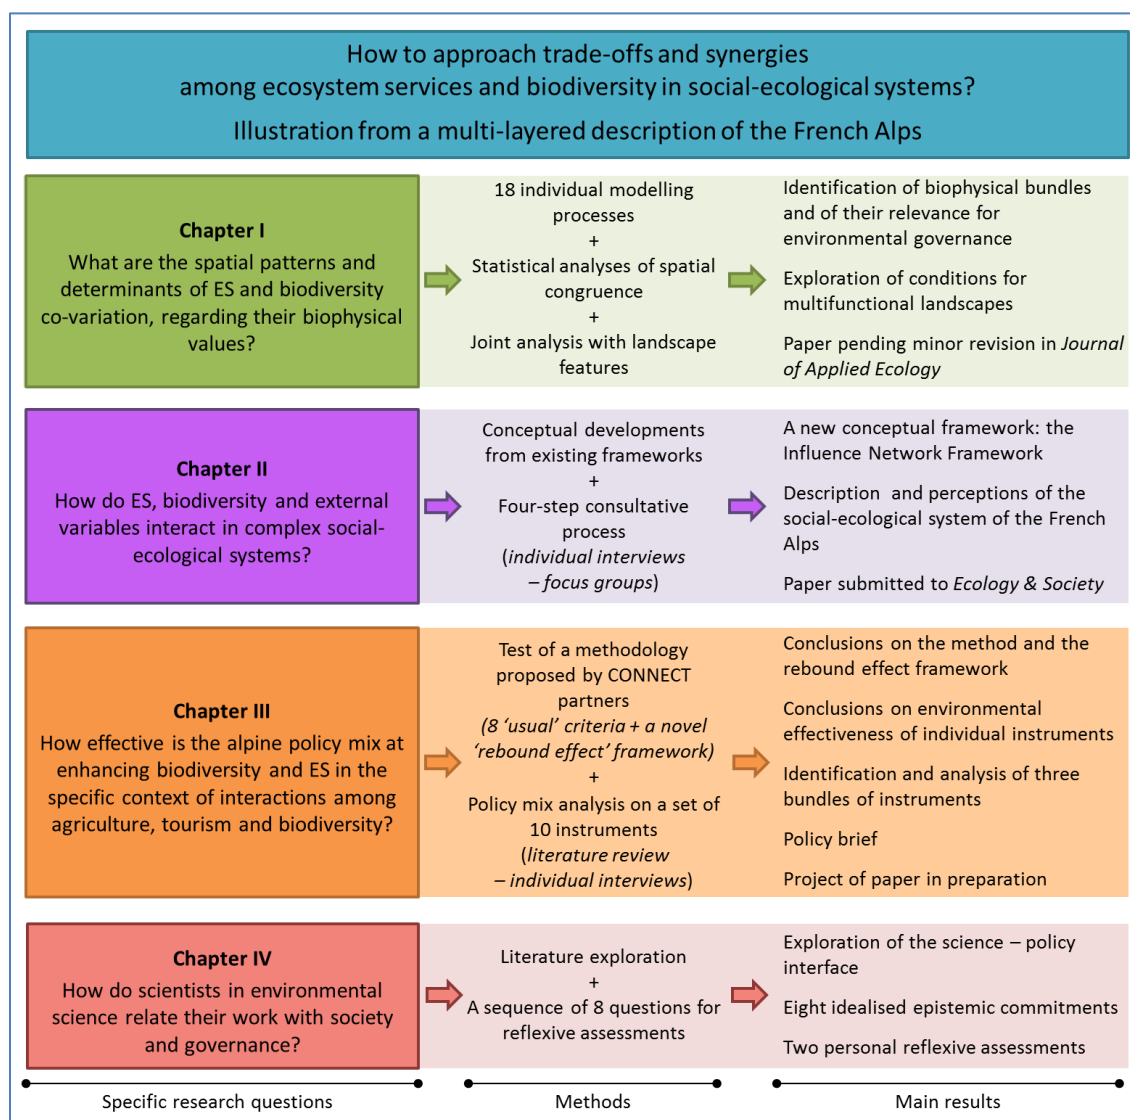 How to approach trade-offs and synergies
among ecosystem services and biodiversity in social-ecological systems?
Illustration from a multi-layered description of the French Alps
Chapter I
What are the spatial patterns and
determinants of ES and biodiversity
co-variation, regarding their biophysical
values?
18 individual modelling
processes
+
Statistical analyses of spatial
congruence
+
Joint analysis with landscape
features
Identification of biophysical bundles
and of their relevance for
environmental governance
Exploration of conditions for
multifunctional landscapes
Paper pending minor revision in Journal
of Applied Ecology
Chapter II
How do ES, biodiversity and external
variables interact in complex social-
ecological systems?
Conceptual developments
from existing frameworks
+
Four-step consultative
process
(individual interviews
– focus groups)
A new conceptual framework: the
Influence Network Framework
Description and perceptions of the
social-ecological system of the French
Alps
Paper submitted to Ecology & Society
Chapter III
How effective is the alpine policy mix at
enhancing biodiversity and ES in the
specific context of interactions among
agriculture, tourism and biodiversity?
Test of a methodology
proposed by CONNECT
partners
(8 ‘usual’ criteria + a novel
‘rebound effect’ framework)
+
Policy mix analysis on a set of
10 instruments
(literature review
– individual interviews)
Conclusions on the method and the
rebound effect framework
Conclusions on environmental
effectiveness of individual instruments
Identification and analysis of three
bundles of instruments
Policy brief
Project of paper in preparation
Chapter IV
How do scientists in environmental
science relate their work with society
and governance?
Literature exploration
+
A sequence of 8 questions for
reflexive assessments
Exploration of the science – policy
interface
Eight idealised epistemic commitments
Two personal reflexive assessments
Specific research questions
Methods
Main results